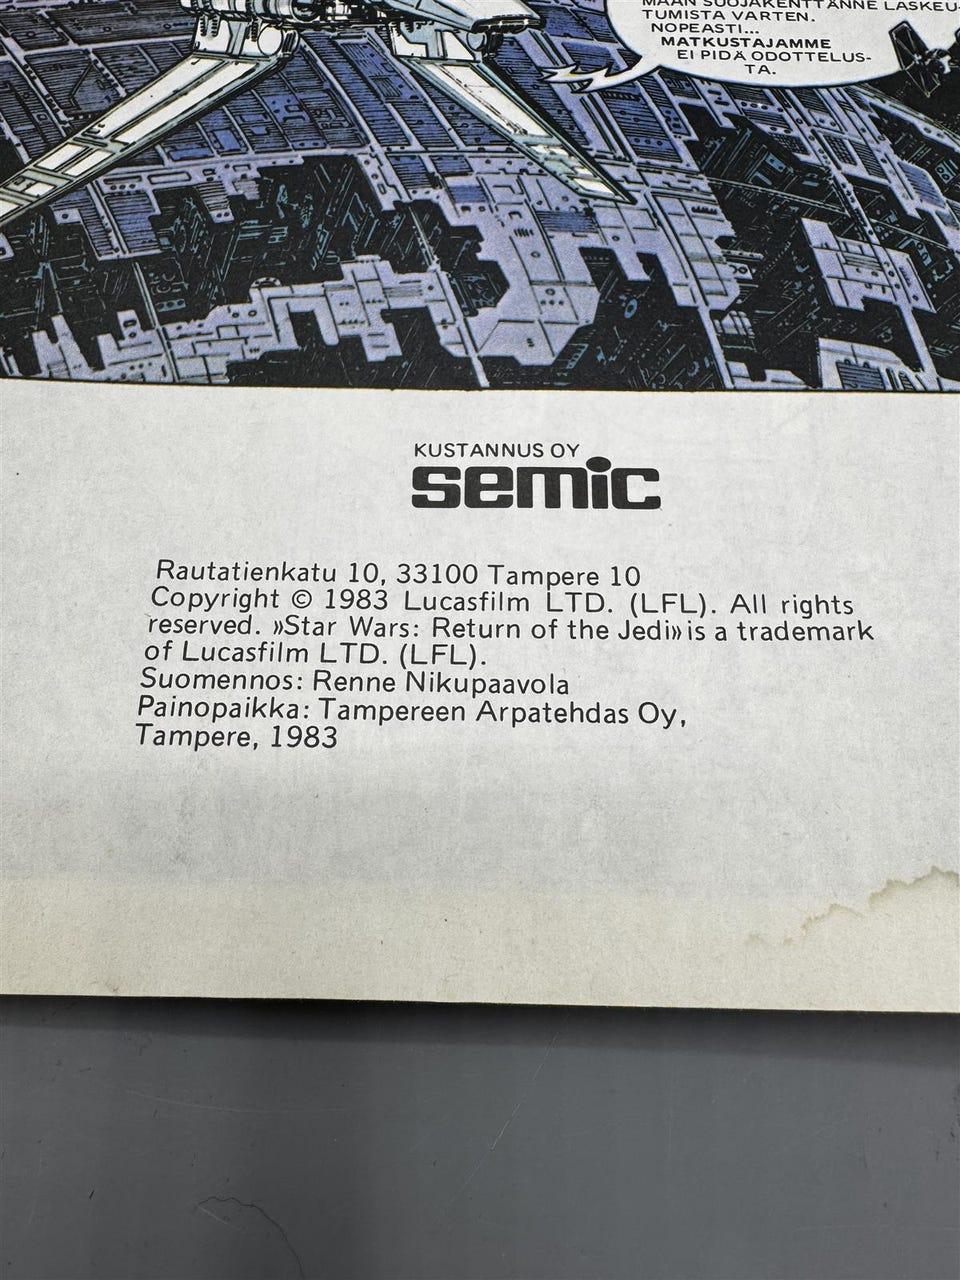 MAAN SUOJAKENTTÄNNE LASKEU-
TUMISTA VARTEN.
NOPEASTI...
MATKUSTAJAMME
EI PIDÄ ODOTTELUS-
TA.
KUSTANNUS OY
semic
Rautatienkatu 10, 33100 Tampere 10
Copyright © 1983 Lucasfilm LTD. (LFL). All rights
reserved. »Star Wars: Return of the Jedi» is a trademark
of Lucasfilm LTD. (LFL).
Suomennos: Renne Nikupaavola
Painopaikka: Tampereen Arpatehdas Oy,
Tampere, 1983